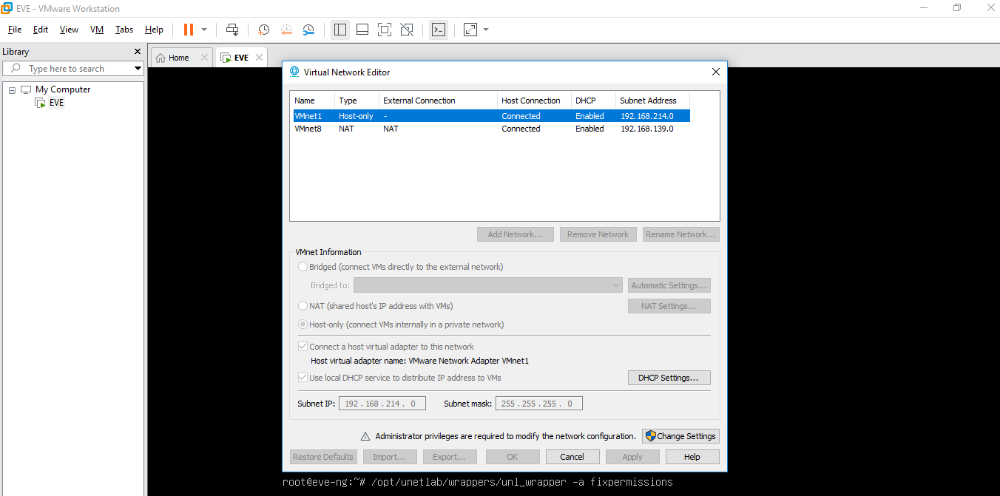 EVE - VMware Workstation
File Edit View VM Tabs Help
Library
Type here to search
My Computer
EVE
Home
EVE
Virtual Network Editor
Name Type External Connection Host Connection DHCP Subnet Address
VMnet1 Host-only - Connected Enabled 192.168.214.0
VMnet8 NAT NAT Connected Enabled 192.168.139.0
Add Network... Remove Network Rename Network...
VMnet Information
Bridged (connect VMs directly to the external network)
Bridged to: Automatic Settings...
NAT (shared host's IP address with VMs) NAT Settings...
Host-only (connect VMs internally in a private network)
Connect a host virtual adapter to this network
Host virtual adapter name: VMware Network Adapter VMnet1
Use local DHCP service to distribute IP address to VMs DHCP Settings...
Subnet IP: 192 . 168 . 214 . 0 Subnet mask: 255 . 255 . 255 . 0
Administrator privileges are required to modify the network configuration. Change Settings
Restore Defaults Import... Export... OK Cancel Apply Help
root@eve-ng:~# /opt/unetlab/wrappers/unl_wrapper -a fixpermissions